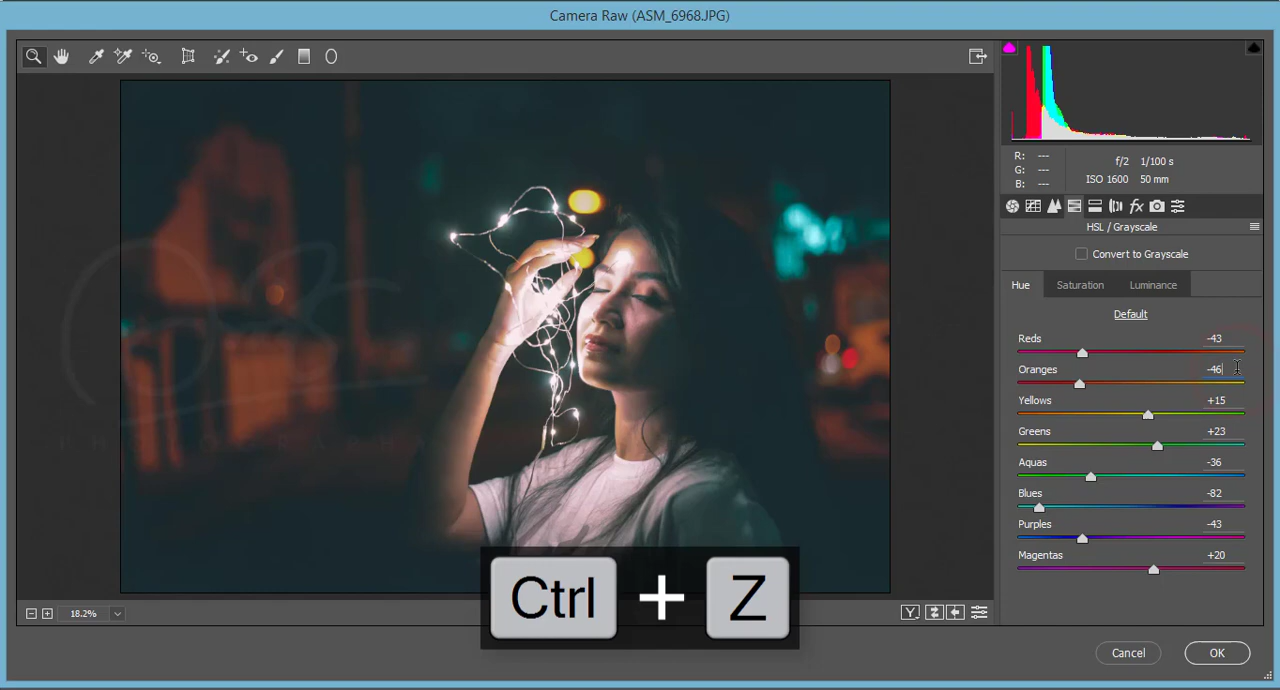 Camera Raw (ASM_6968.JPG)
R: ---
G: ---
B: ---
f/2 1/100 s
ISO 1600 50 mm
fx
HSL / Grayscale
Convert to Grayscale
Hue Saturation Luminance
Default
Reds -43
Oranges -46
Yellows +15
Greens +23
Aquas -36
Blues -82
Purples -43
Magentas +20
Ctrl + Z
18.2%
Y
Cancel OK